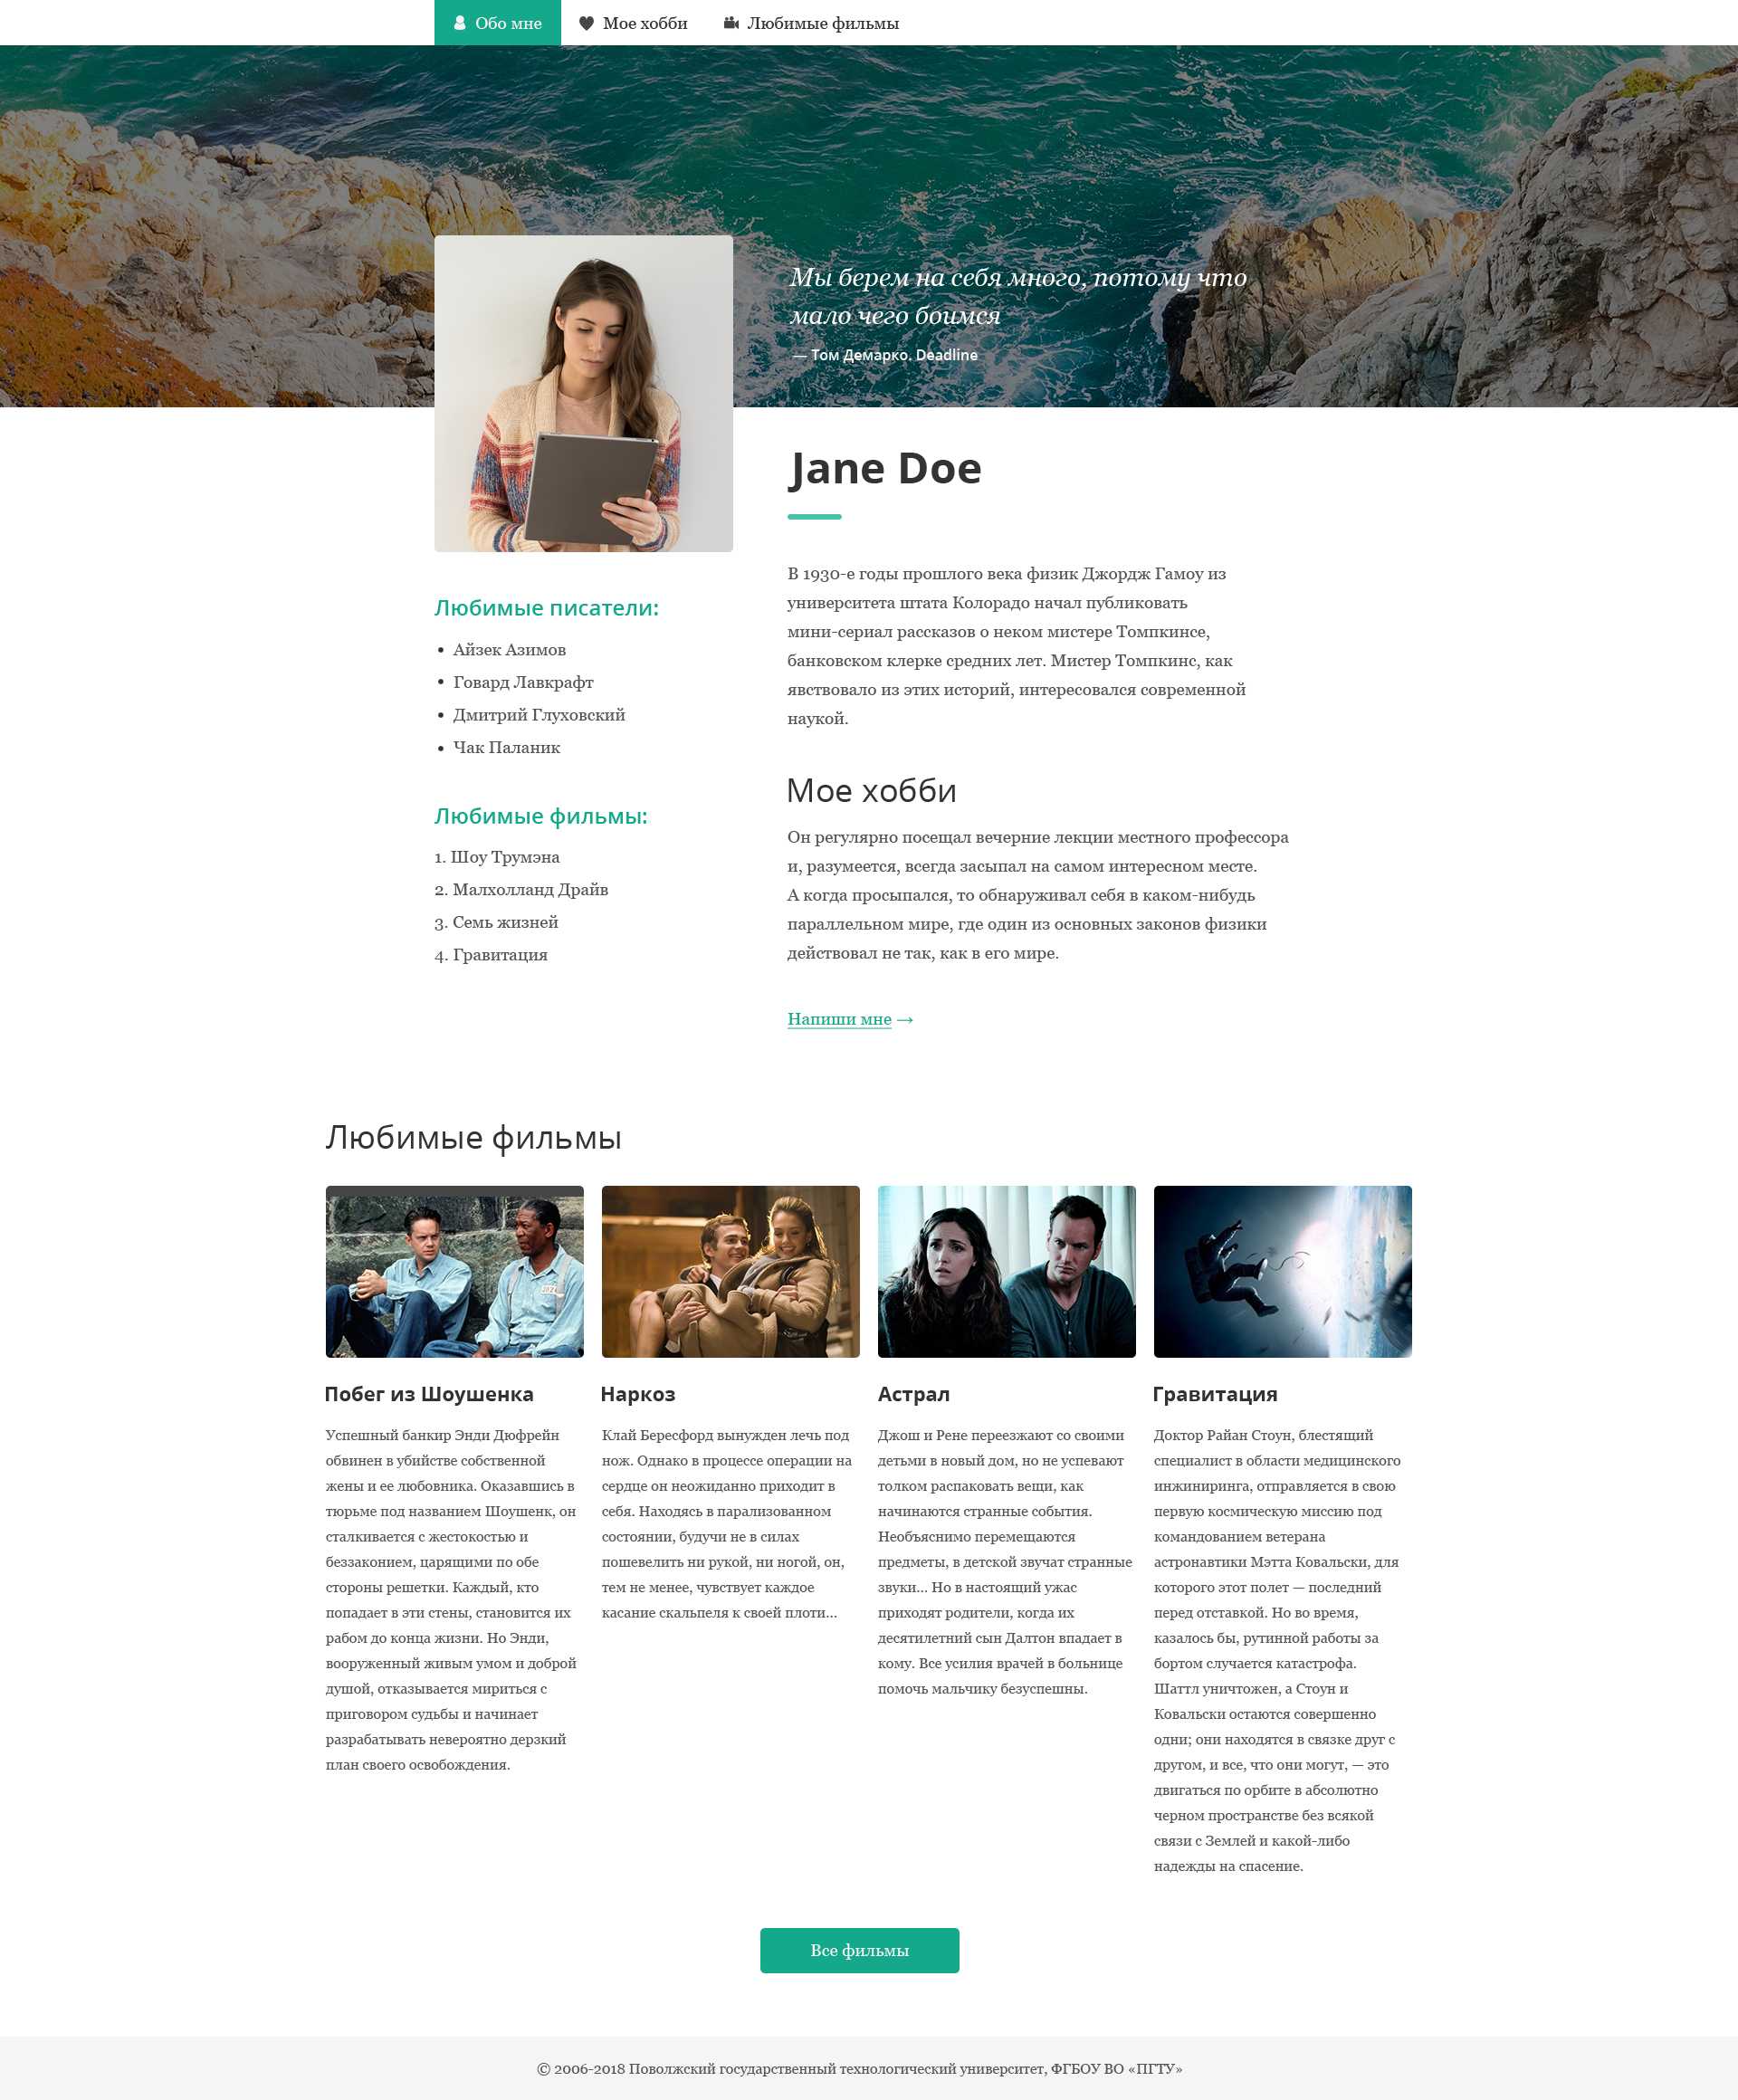 Обо мне
Мое хобби
Любимые фильмы
Мы берем на себя много, потому что
мало чего боимся
— Том Демарко. Deadline
Jane Doe
В 1930-е годы прошлого века физик Джордж Гамоу из
университета штата Колорадо начал публиковать
мини-сериал рассказов о неком мистере Томпкинсе,
банковском клерке средних лет. Мистер Томпкинс, как
явствовало из этих историй, интересовался современной
наукой.
Любимые писатели:
• Айзек Азимов
• Говард Лавкрафт
• Дмитрий Глуховский
• Чак Паланик
Любимые фильмы:
1. Шоу Трумэна
2. Малхолланд Драйв
3. Семь жизней
4. Гравитация
Мое хобби
Он регулярно посещал вечерние лекции местного профессора
и, разумеется, всегда засыпал на самом интересном месте.
А когда просыпался, то обнаруживал себя в каком-нибудь
параллельном мире, где один из основных законов физики
действовал не так, как в его мире.
Напиши мне →
Любимые фильмы
Побег из Шоушенка
Успешный банкир Энди Дюфрейн
обвинен в убийстве собственной
жены и ее любовника. Оказавшись в
тюрьме под названием Шоушенк, он
сталкивается с жестокостью и
беззаконием, царящими по обе
стороны решетки. Каждый, кто
попадает в эти стены, становится их
рабом до конца жизни. Но Энди,
вооруженный живым умом и доброй
душой, отказывается мириться с
приговором судьбы и начинает
разрабатывать невероятно дерзкий
план своего освобождения.
Наркоз
Клай Бересфорд вынужден лечь под
нож. Однако в процессе операции на
сердце он неожиданно приходит в
себя. Находясь в парализованном
состоянии, будучи не в силах
пошевелить ни рукой, ни ногой, он,
тем не менее, чувствует каждое
касание скальпеля к своей плоти...
Астрал
Джош и Рене переезжают со своими
детьми в новый дом, но не успевают
толком распаковать вещи, как
начинаются странные события.
Необъяснимо перемещаются
предметы, в детской звучат странные
звуки... Но в настоящий ужас
приходят родители, когда их
десятилетний сын Далтон впадает в
кому. Все усилия врачей в больнице
помочь мальчику безуспешны.
Гравитация
Доктор Райан Стоун, блестящий
специалист в области медицинского
инжиниринга, отправляется в свою
первую космическую миссию под
командованием ветерана
астронавтики Мэтта Ковальски, для
которого этот полет — последний
перед отставкой. Но во время,
казалось бы, рутинной работы за
бортом случается катастрофа.
Шаттл уничтожен, а Стоун и
Ковальски остаются совершенно
одни; они находятся в связке друг с
другом, и все, что они могут, — это
двигаться по орбите в абсолютно
черном пространстве без всякой
связи с Землей и какой-либо
надежды на спасение.
Все фильмы
© 2006-2018 Поволжский государственный технологический университет, ФГБОУ ВО «ПГТУ»